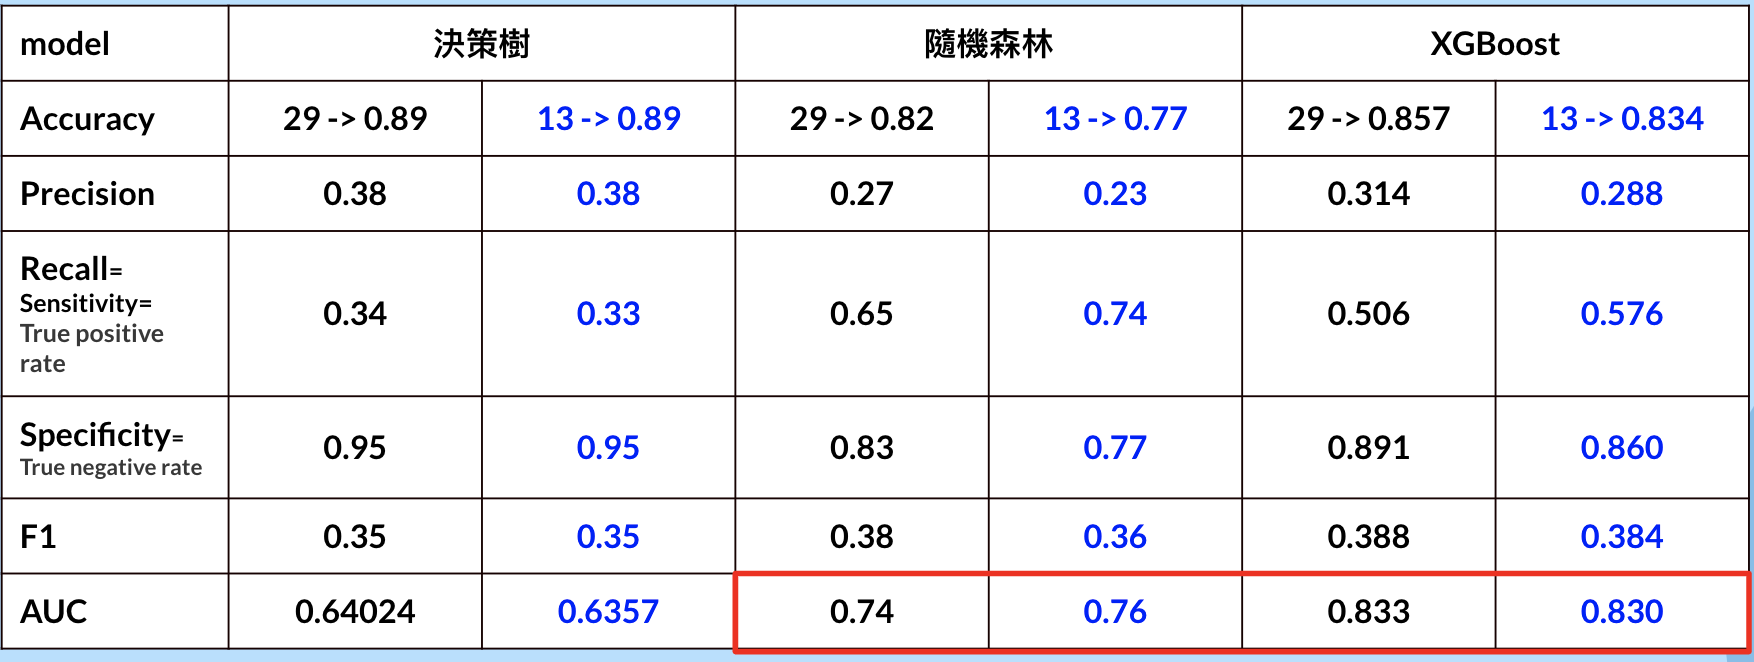 model 決策樹 隨機森林 XGBoost
Accuracy 29 -> 0.89 13 -> 0.89 29 -> 0.82 13 -> 0.77 29 -> 0.857 13 -> 0.834
Precision 0.38 0.38 0.27 0.23 0.314 0.288
Recall=
Sensitivity=
True positive
rate
0.34 0.33 0.65 0.74 0.506 0.576
Specificity=
True negative rate
0.95 0.95 0.83 0.77 0.891 0.860
F1 0.35 0.35 0.38 0.36 0.388 0.384
AUC 0.64024 0.6357 0.74 0.76 0.833 0.830